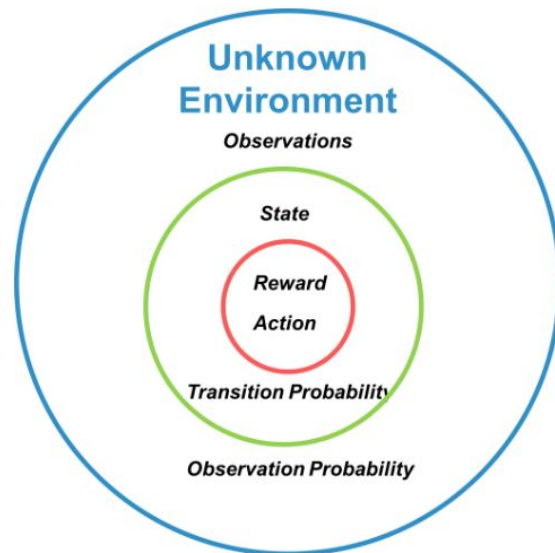 Unknown
Environment
Observations
State
Reward
Action
Transition Probability
Observation Probability